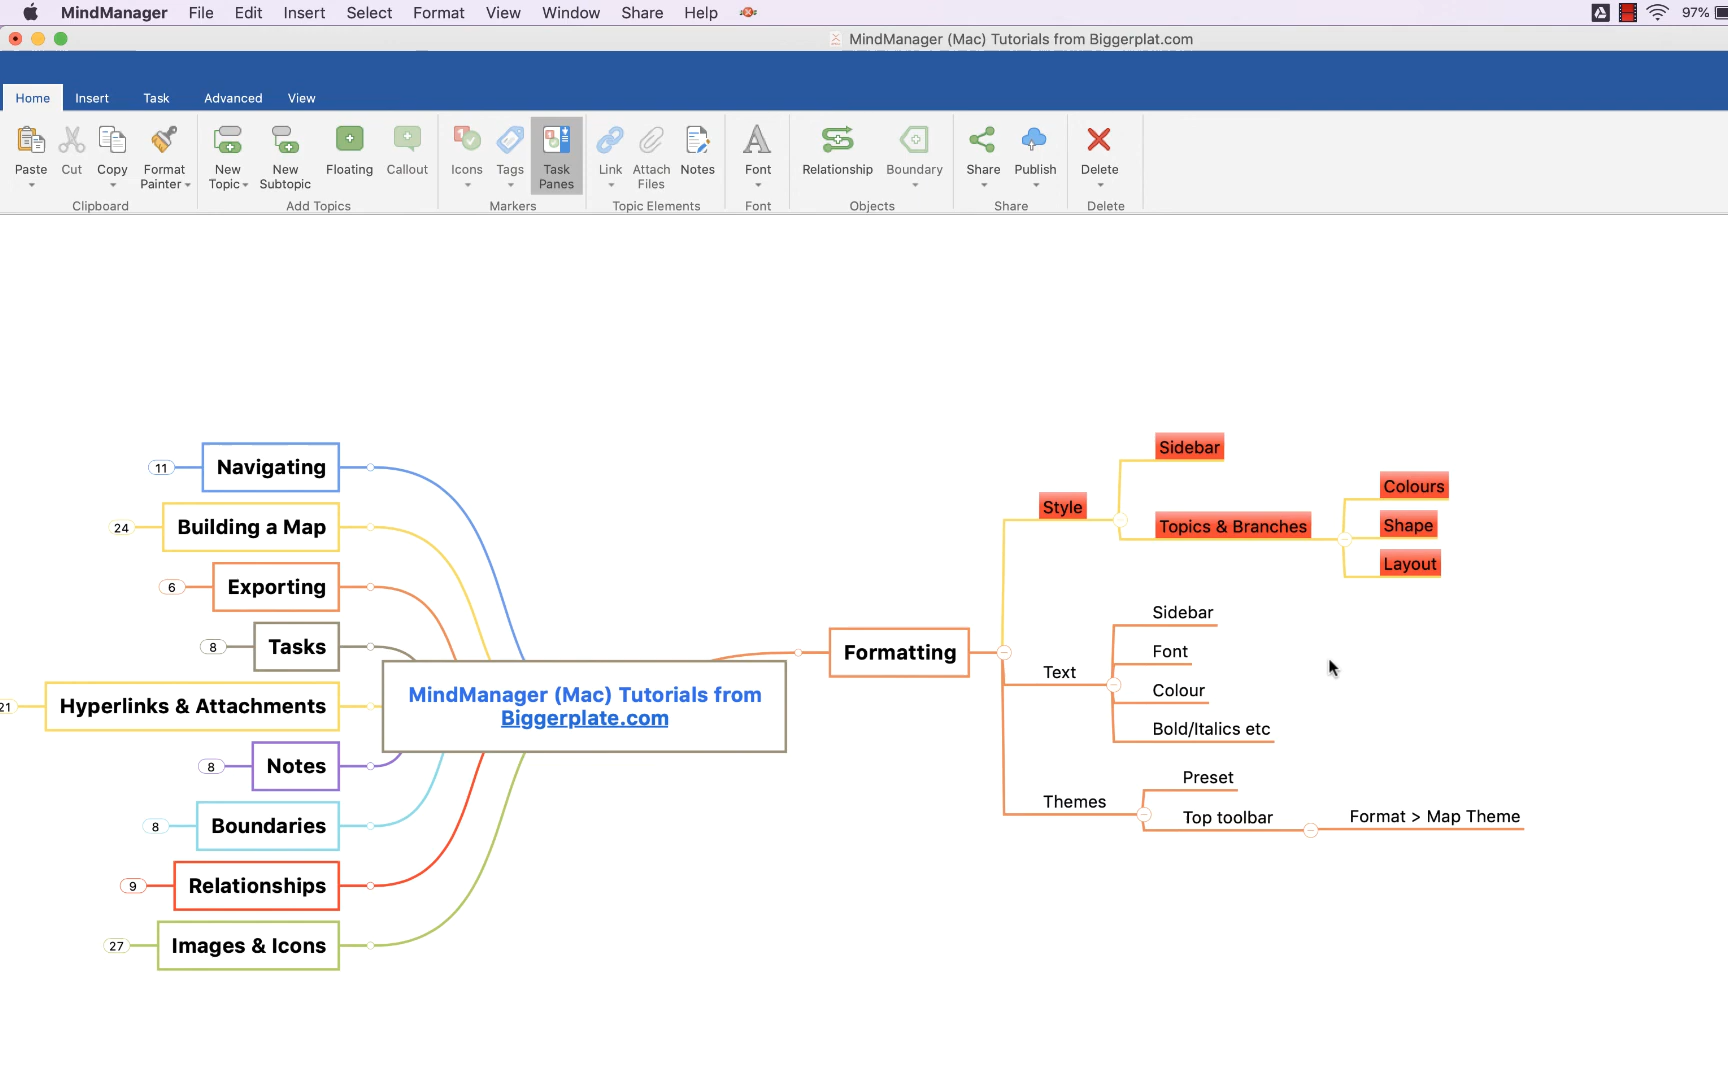 MindManager File Edit Insert Select Format View Window Share Help 97%
MindManager (Mac) Tutorials from Biggerplat.com
Home Insert Task Advanced View
Paste Cut Copy Format Painter New Topic New Subtopic Floating Callout Icons Tags Task Panes Link Attach Files Notes Font Relationship Boundary Share Publish Delete
Clipboard Add Topics Markers Topic Elements Font Objects Share Delete
11 Navigating
24 Building a Map
6 Exporting
8 Tasks
21 Hyperlinks & Attachments
8 Notes
8 Boundaries
9 Relationships
27 Images & Icons
MindManager (Mac) Tutorials from
Biggerplate.com
Formatting
Style
Sidebar
Topics & Branches
Colours
Shape
Layout
Text
Sidebar
Font
Colour
Bold/Italics etc
Themes
Preset
Top toolbar
Format > Map Theme